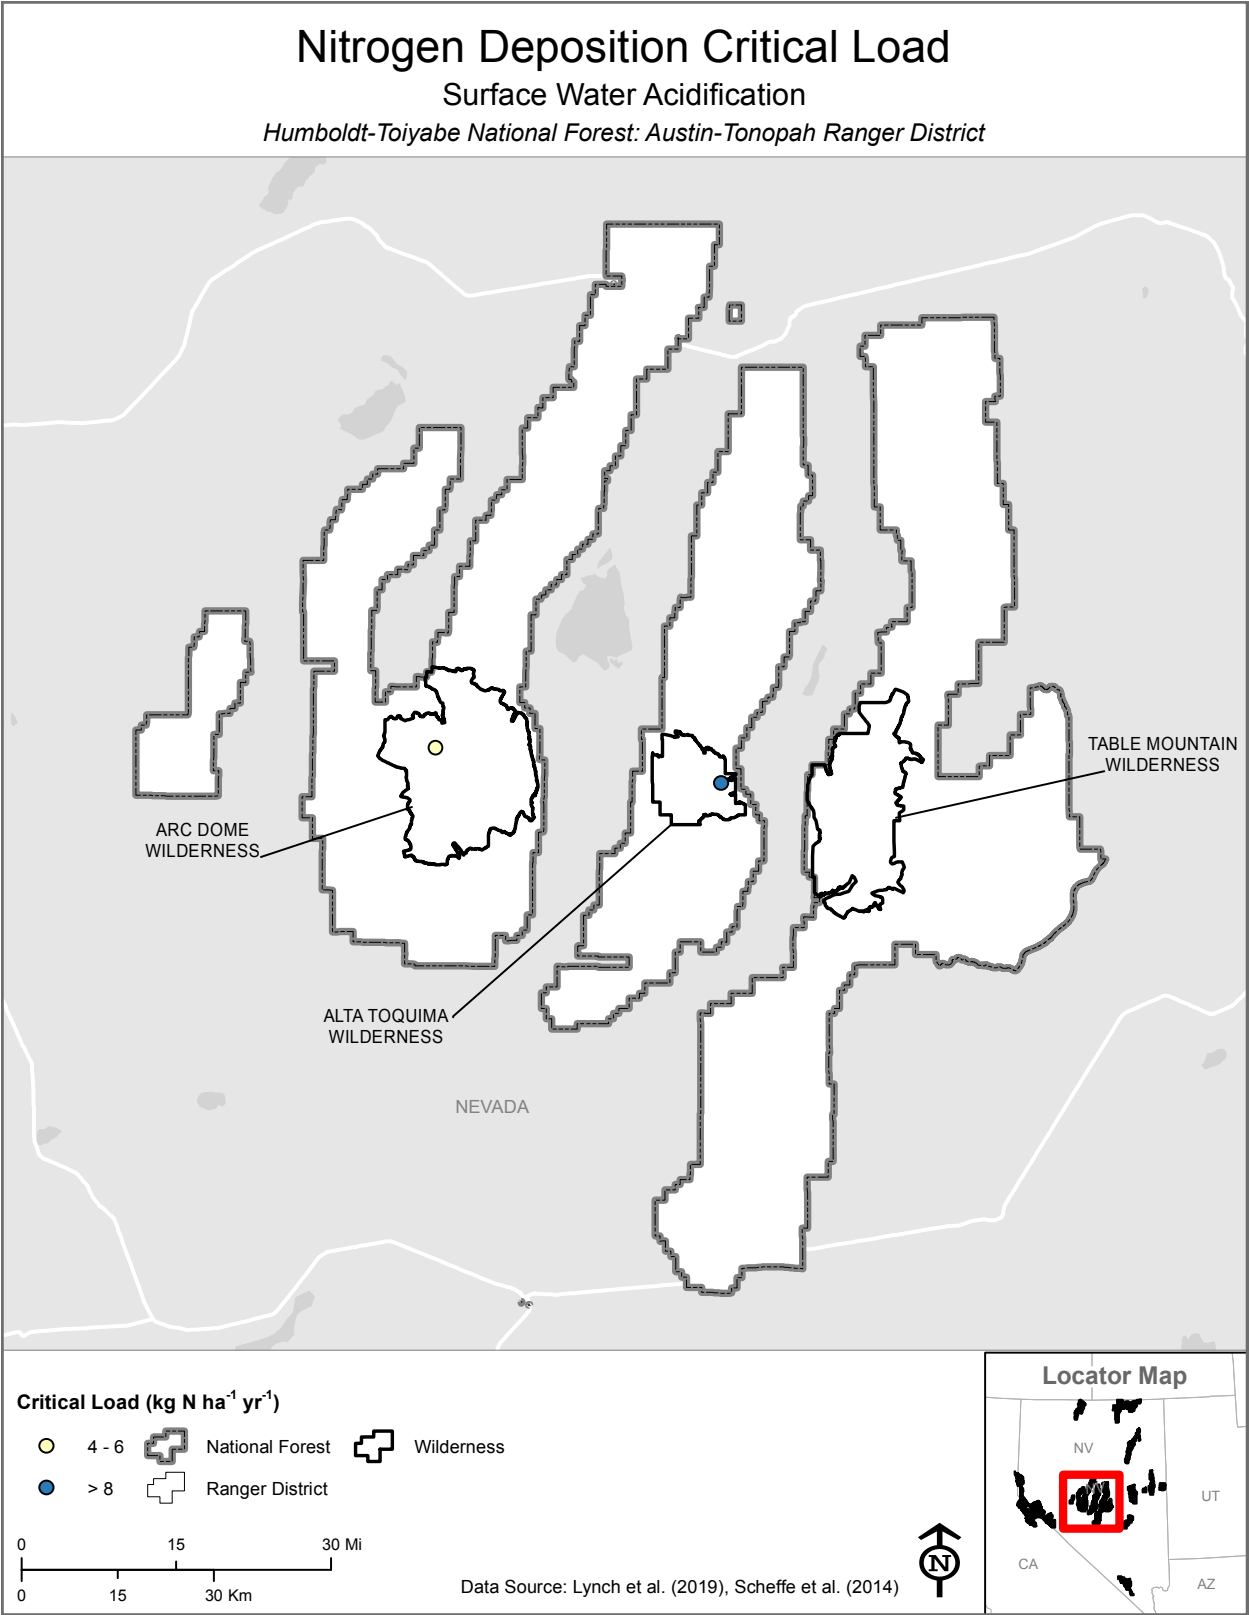 Nitrogen Deposition Critical Load
Surface Water Acidification
Humboldt-Toiyabe National Forest: Austin-Tonopah Ranger District
TABLE MOUNTAIN
WILDERNESS
ARC DOME
WILDERNESS
ALTA TOQUIMA
WILDERNESS
NEVADA
Critical Load (kg N ha⁻¹ yr⁻¹)
4 - 6
National Forest
Wilderness
> 8
Ranger District
0 15 30 Mi
0 15 30 Km
Data Source: Lynch et al. (2019), Scheffe et al. (2014)
N
Locator Map
NV
UT
CA
AZ